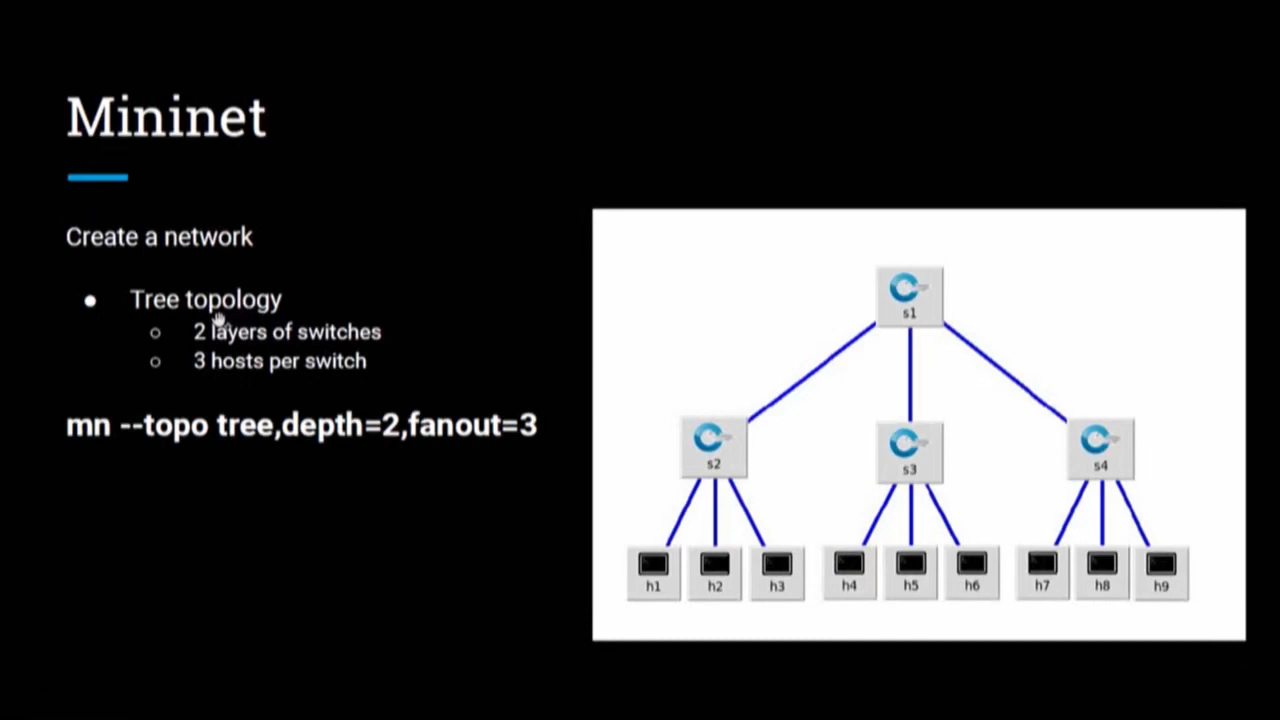 Mininet
Create a network
● Tree topology
○ 2 layers of switches
○ 3 hosts per switch
mn --topo tree,depth=2,fanout=3
s1
s2
s3
s4
h1
h2
h3
h4
h5
h6
h7
h8
h9